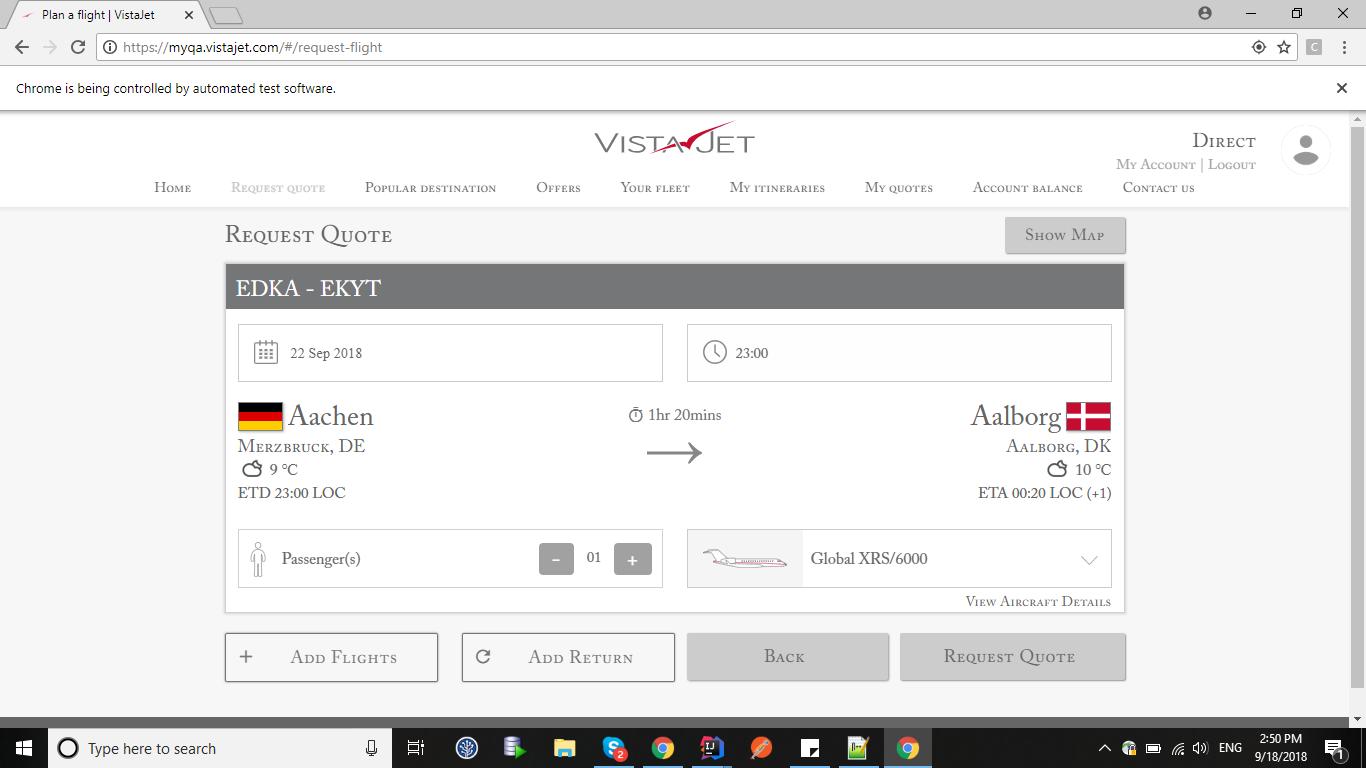 Plan a flight | VistaJet
https://myqa.vistajet.com/#/request-flight
C
Chrome is being controlled by automated test software.
VISTAJET
DIRECT
MY ACCOUNT | LOGOUT
HOME
REQUEST QUOTE
POPULAR DESTINATION
OFFERS
YOUR FLEET
MY ITINERARIES
MY QUOTES
ACCOUNT BALANCE
CONTACT US
REQUEST QUOTE
SHOW MAP
EDKA - EKYT
22 Sep 2018
23:00
Aachen
MERZBRUCK, DE
9 °C
ETD 23:00 LOC
1hr 20mins
Aalborg
AALBORG, DK
10 °C
ETA 00:20 LOC (+1)
Passenger(s)
- 01 +
Global XRS/6000
VIEW AIRCRAFT DETAILS
+ ADD FLIGHTS
ADD RETURN
BACK
REQUEST QUOTE
Type here to search
2
ENG
2:50 PM
9/18/2018
1